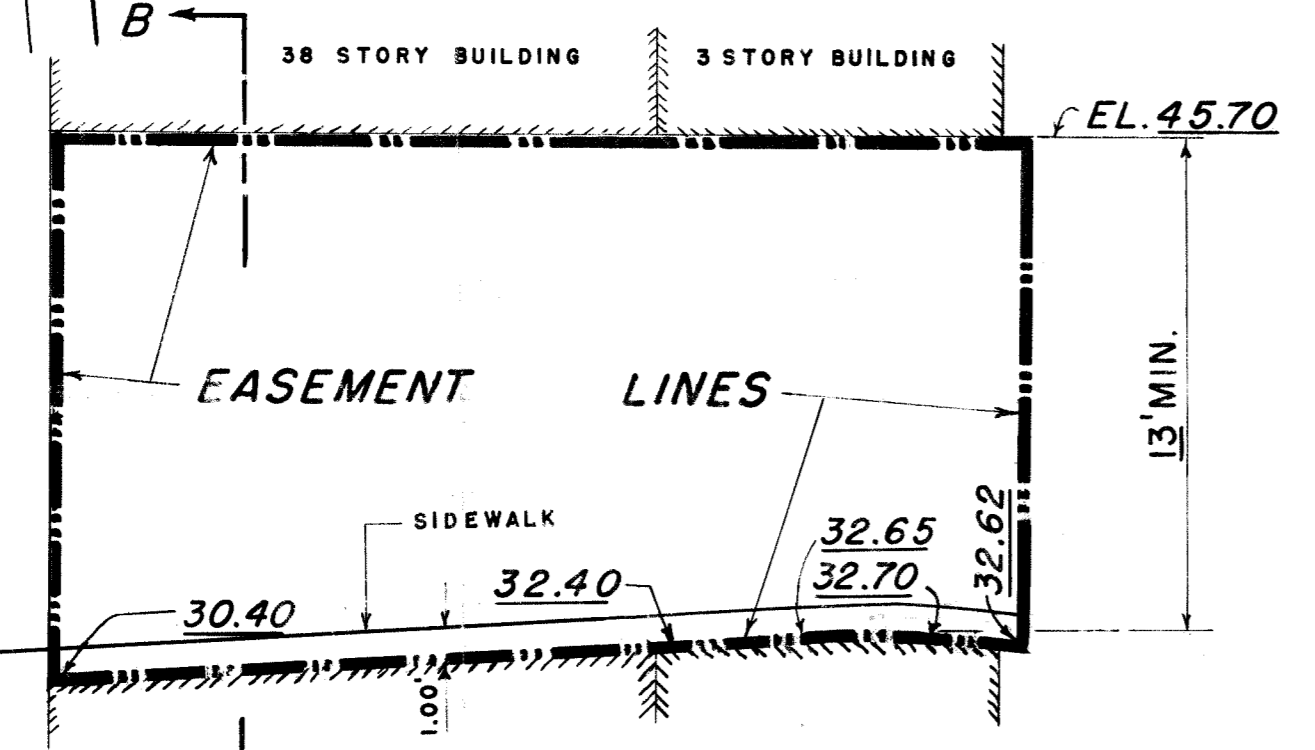 B
38 STORY BUILDING
3 STORY BUILDING
EL. 45.70
EASEMENT LINES
13' MIN.
SIDEWALK
32.65
32.62
32.40
32.70
30.40
1.00'